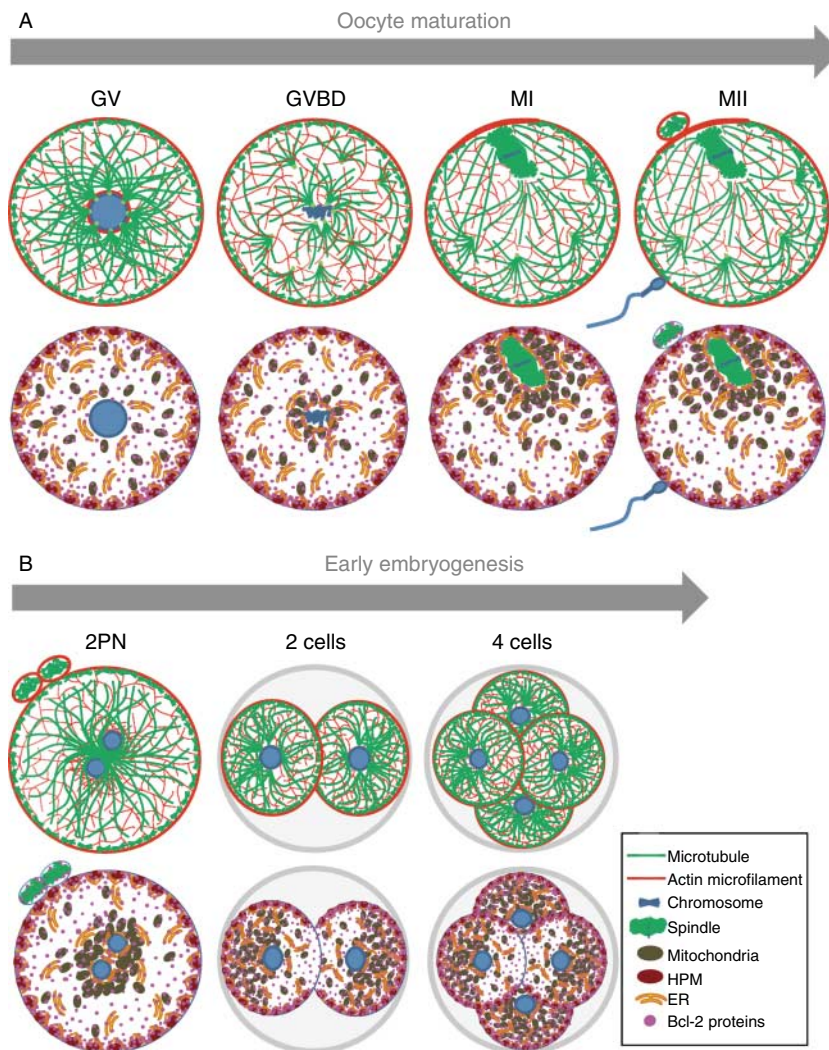 A
Oocyte maturation
GV GVBD MI MII
B
Early embryogenesis
2PN 2 cells 4 cells
Microtubule
Actin microfilament
Chromosome
Spindle
Mitochondria
HPM
ER
Bcl-2 proteins